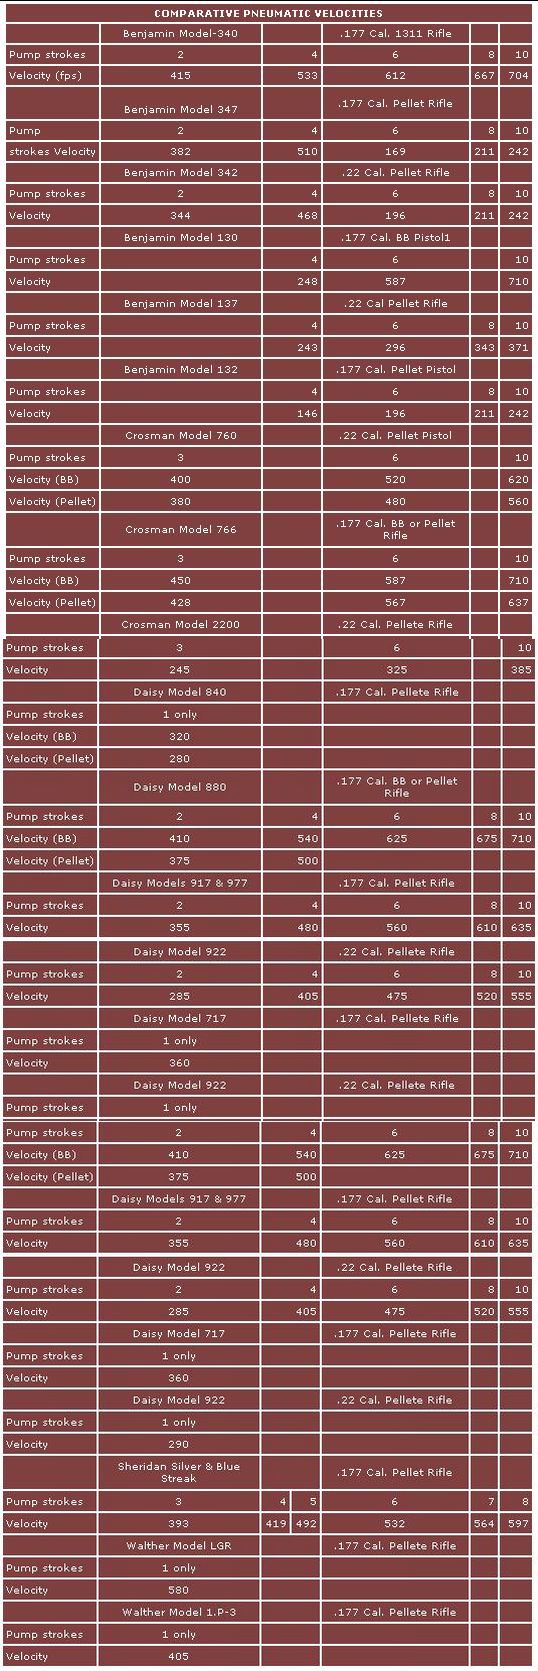 COMPARATIVE PNEUMATIC VELOCITIES
Benjamin Model-340 .177 Cal. 1311 Rifle
Pump strokes 2 4 6 8 10
Velocity (fps) 415 533 612 667 704
Benjamin Model 347 .177 Cal. Pellet Rifle
Pump 2 4 6 8 10
strokes Velocity 382 510 169 211 242
Benjamin Model 342 .22 Cal. Pellet Rifle
Pump strokes 2 4 6 8 10
Velocity 344 468 196 211 242
Benjamin Model 130 .177 Cal. BB Pistol1
Pump strokes 4 6 10
Velocity 248 587 710
Benjamin Model 137 .22 Cal Pellet Rifle
Pump strokes 4 6 8 10
Velocity 243 296 343 371
Benjamin Model 132 .177 Cal. Pellet Pistol
Pump strokes 4 6 8 10
Velocity 146 196 211 242
Crosman Model 760 .22 Cal. Pellet Pistol
Pump strokes 3 6 10
Velocity (BB) 400 520 620
Velocity (Pellet) 380 480 560
Crosman Model 766 .177 Cal. BB or Pellet
Rifle
Pump strokes 3 6 10
Velocity (BB) 450 587 710
Velocity (Pellet) 428 567 637
Crosman Model 2200 .22 Cal. Pellete Rifle
Pump strokes 3 6 10
Velocity 245 325 385
Daisy Model 840 .177 Cal. Pellete Rifle
Pump strokes 1 only
Velocity (BB) 320
Velocity (Pellet) 280
Daisy Model 880 .177 Cal. BB or Pellet
Rifle
Pump strokes 2 4 6 8 10
Velocity (BB) 410 540 625 675 710
Velocity (Pellet) 375 500
Daisy Models 917 & 977 .177 Cal. Pellet Rifle
Pump strokes 2 4 6 8 10
Velocity 355 480 560 610 635
Daisy Model 922 .22 Cal. Pellete Rifle
Pump strokes 2 4 6 8 10
Velocity 285 405 475 520 555
Daisy Model 717 .177 Cal. Pellete Rifle
Pump strokes 1 only
Velocity 360
Daisy Model 922 .22 Cal. Pellete Rifle
Pump strokes 1 only
Pump strokes 2 4 6 8 10
Velocity (BB) 410 540 625 675 710
Velocity (Pellet) 375 500
Daisy Models 917 & 977 .177 Cal. Pellet Rifle
Pump strokes 2 4 6 8 10
Velocity 355 480 560 610 635
Daisy Model 922 .22 Cal. Pellete Rifle
Pump strokes 2 4 6 8 10
Velocity 285 405 475 520 555
Daisy Model 717 .177 Cal. Pellete Rifle
Pump strokes 1 only
Velocity 360
Daisy Model 922 .22 Cal. Pellete Rifle
Pump strokes 1 only
Velocity 290
Sheridan Silver & Blue
Streak .177 Cal. Pellet Rifle
Pump strokes 3 4 5 6 7 8
Velocity 393 419 492 532 564 597
Walther Model LGR .177 Cal. Pellete Rifle
Pump strokes 1 only
Velocity 580
Walther Model 1.P-3 .177 Cal. Pellete Rifle
Pump strokes 1 only
Velocity 405